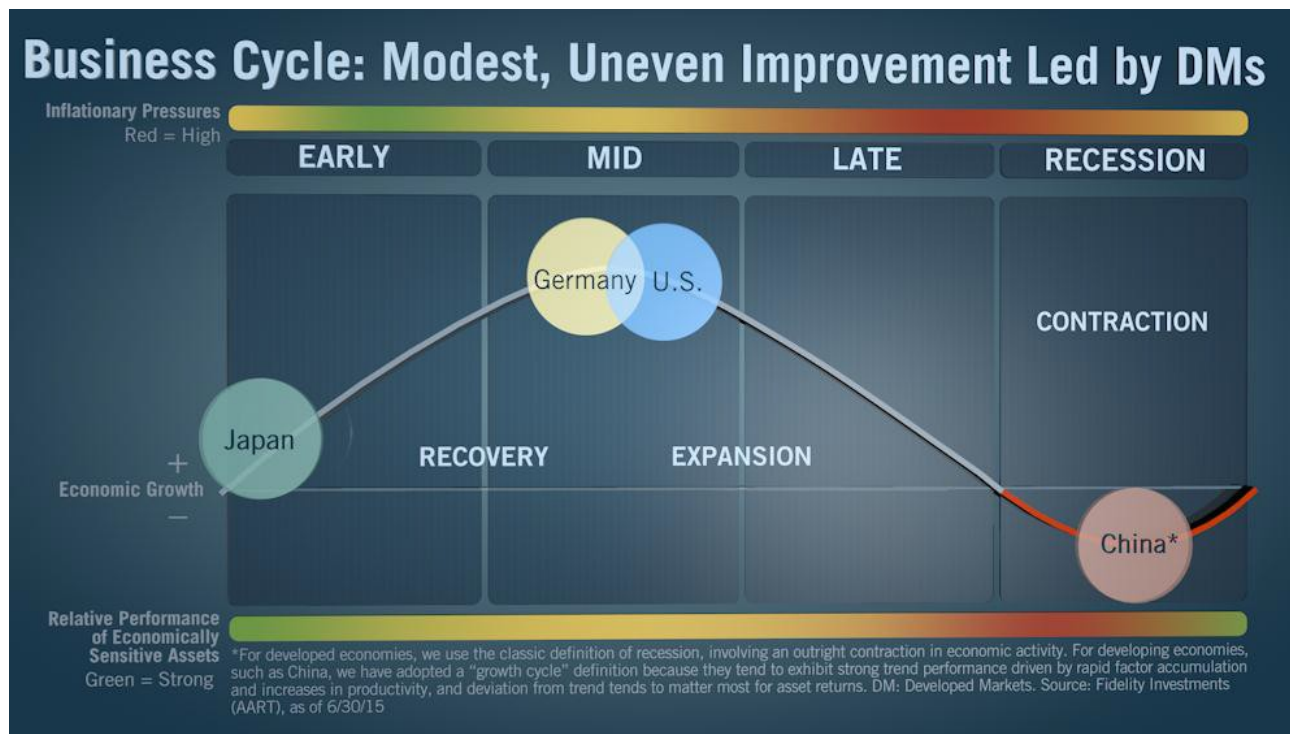 Business Cycle: Modest, Uneven Improvement Led by DMs
Inflationary Pressures
Red = High
EARLY
MID
LATE
RECESSION
Germany
U.S.
CONTRACTION
Japan
RECOVERY
EXPANSION
+
Economic Growth
−
China*
Relative Performance
of Economically
Sensitive Assets
Green = Strong
*For developed economies, we use the classic definition of recession, involving an outright contraction in economic activity. For developing economies,
such as China, we have adopted a “growth cycle” definition because they tend to exhibit strong trend performance driven by rapid factor accumulation
and increases in productivity, and deviation from trend tends to matter most for asset returns. DM: Developed Markets. Source: Fidelity Investments
(AART), as of 6/30/15